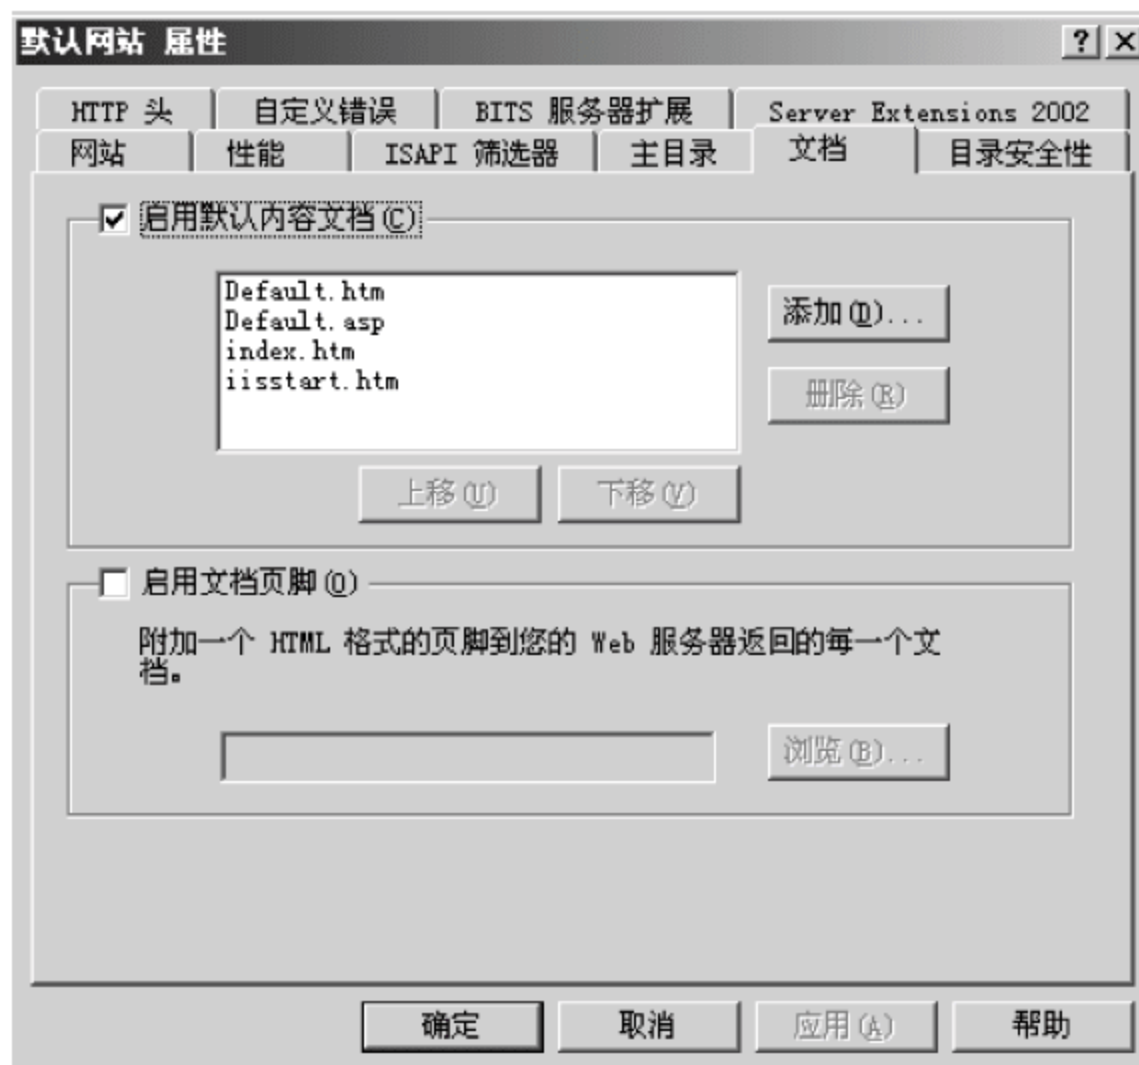 默认网站 属性
HTTP 头 自定义错误 BITS 服务器扩展 Server Extensions 2002
网站 性能 ISAPI 筛选器 主目录 文档 目录安全性
启用默认内容文档(C)
Default.htm
Default.asp
index.htm
iisstart.htm
添加(D)...
删除(R)
上移(U) 下移(V)
启用文档页脚(O)
附加一个 HTML 格式的页脚到您的 Web 服务器返回的每一个文
档。
浏览(B)...
确定 取消 应用(A) 帮助